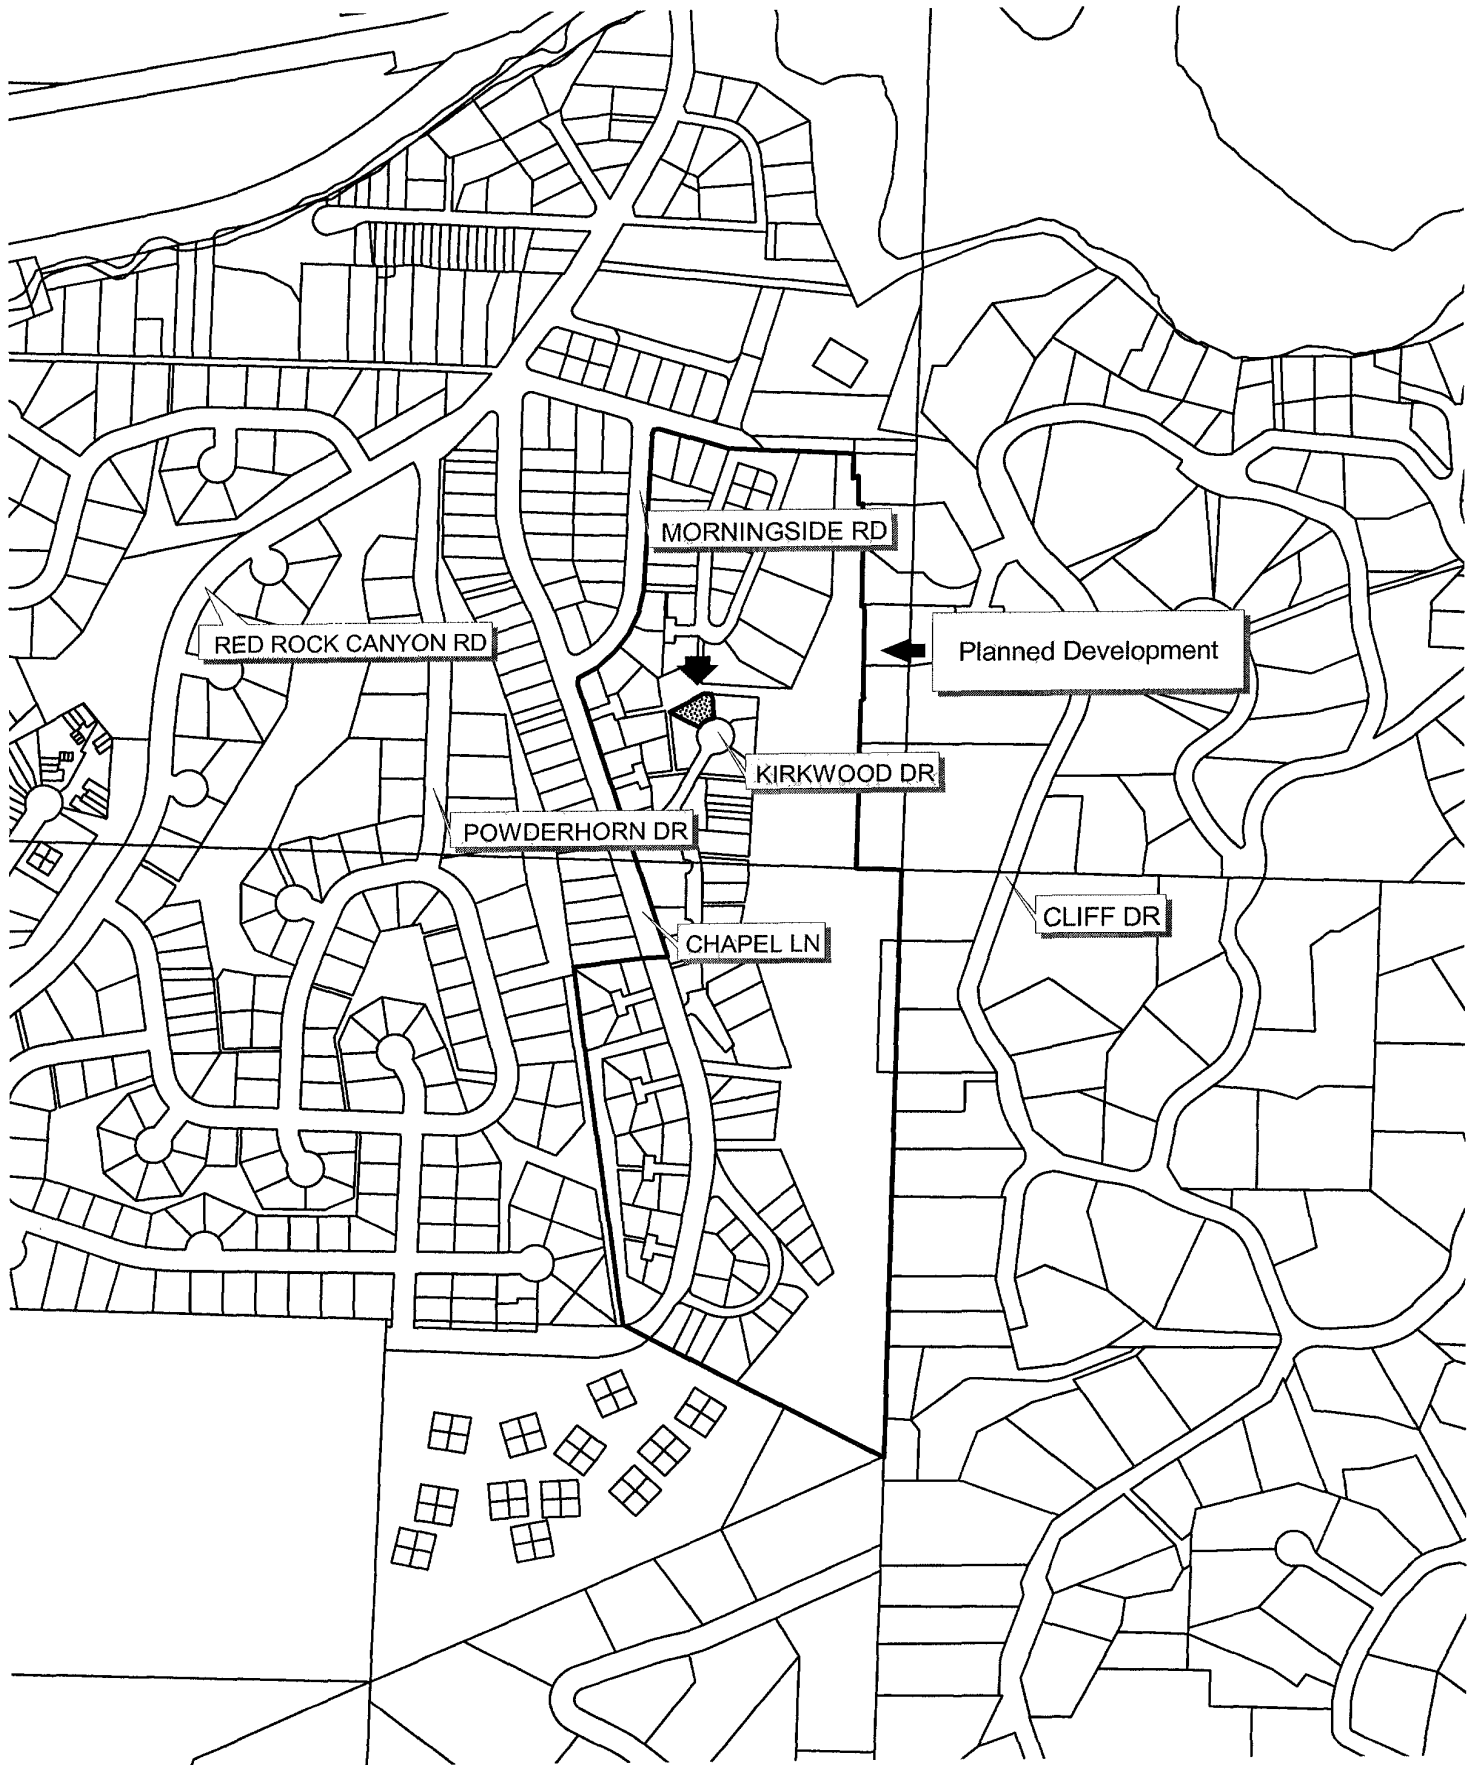 MORNINGSIDE RD
RED ROCK CANYON RD
Planned Development
KIRKWOOD DR
POWDERHORN DR
CLIFF DR
CHAPEL LN